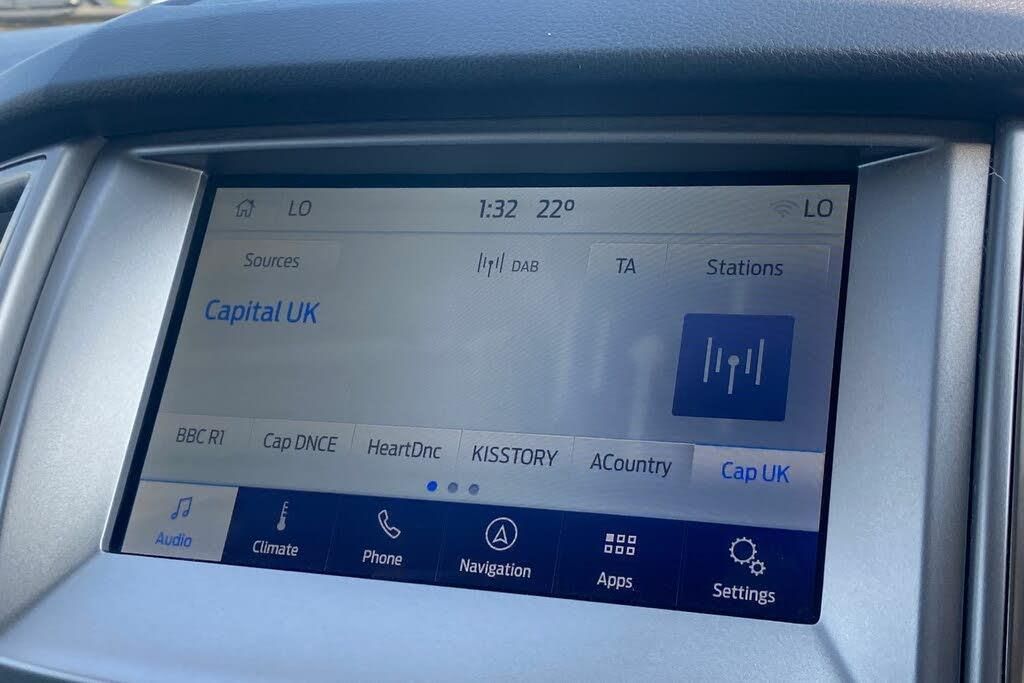 LO 1:32 22° LO
Sources DAB TA Stations
Capital UK
BBC R1 Cap DNCE HeartDnc KISSTORY ACountry Cap UK
Audio Climate Phone Navigation Apps Settings